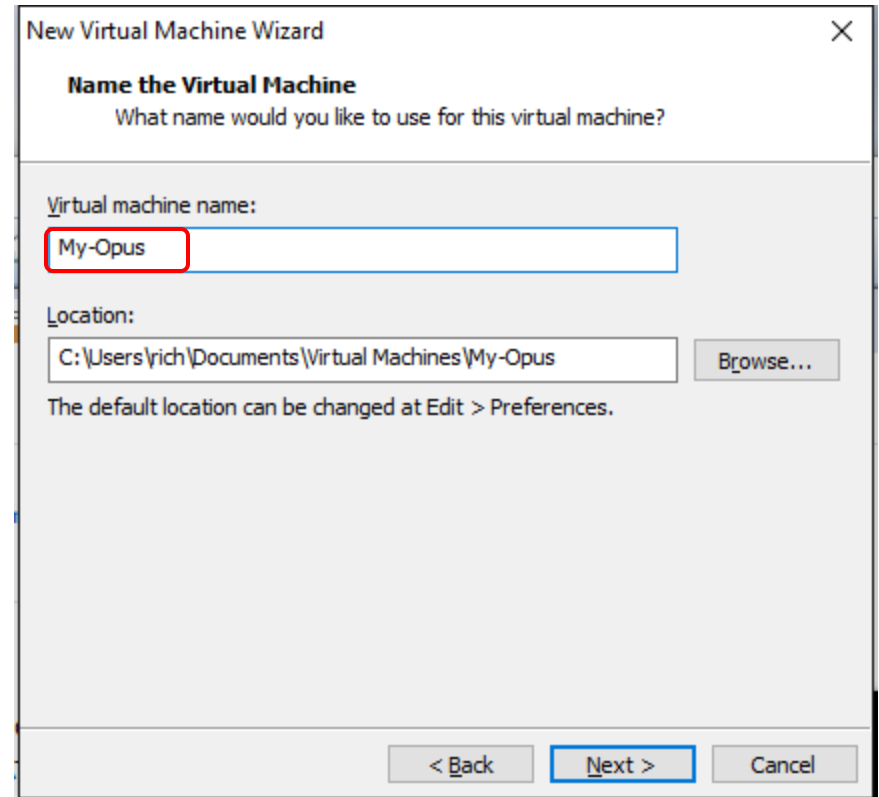 New Virtual Machine Wizard
Name the Virtual Machine
What name would you like to use for this virtual machine?
Virtual machine name:
My-Opus
Location:
C:\Users\rich\Documents\Virtual Machines\My-Opus
Browse...
The default location can be changed at Edit > Preferences.
< Back Next > Cancel